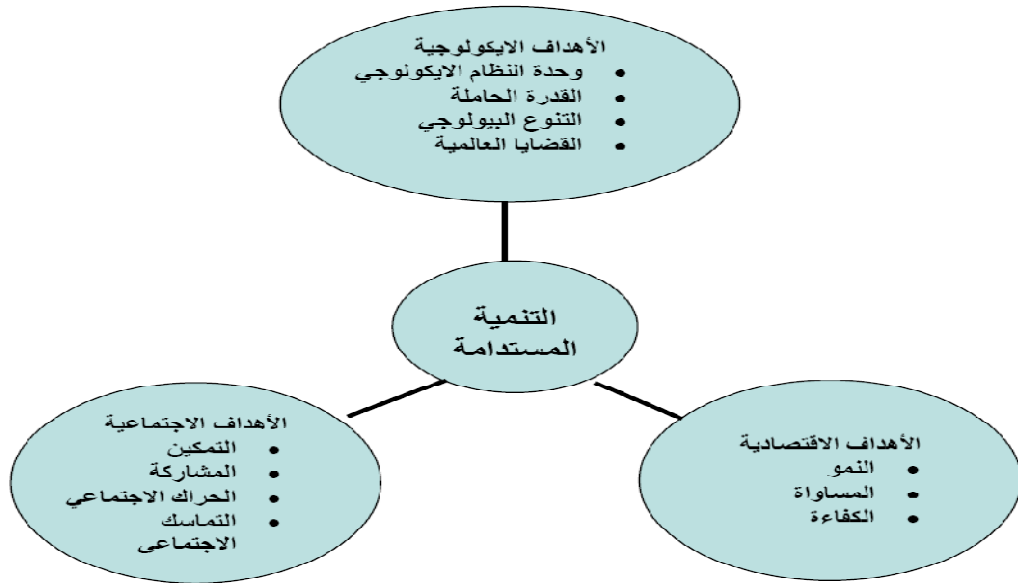 الأهداف الايكولوجية
• وحدة النظام الايكولوجي
• القدرة الحاملة
• التنوع البيولوجي
• القضايا العالمية
التنمية
المستدامة
الأهداف الاقتصادية
• النمو
• المساواة
• الكفاءة
الأهداف الاجتماعية
• التمكين
• المشاركة
• الحراك الاجتماعي
• التماسك
الاجتماعى